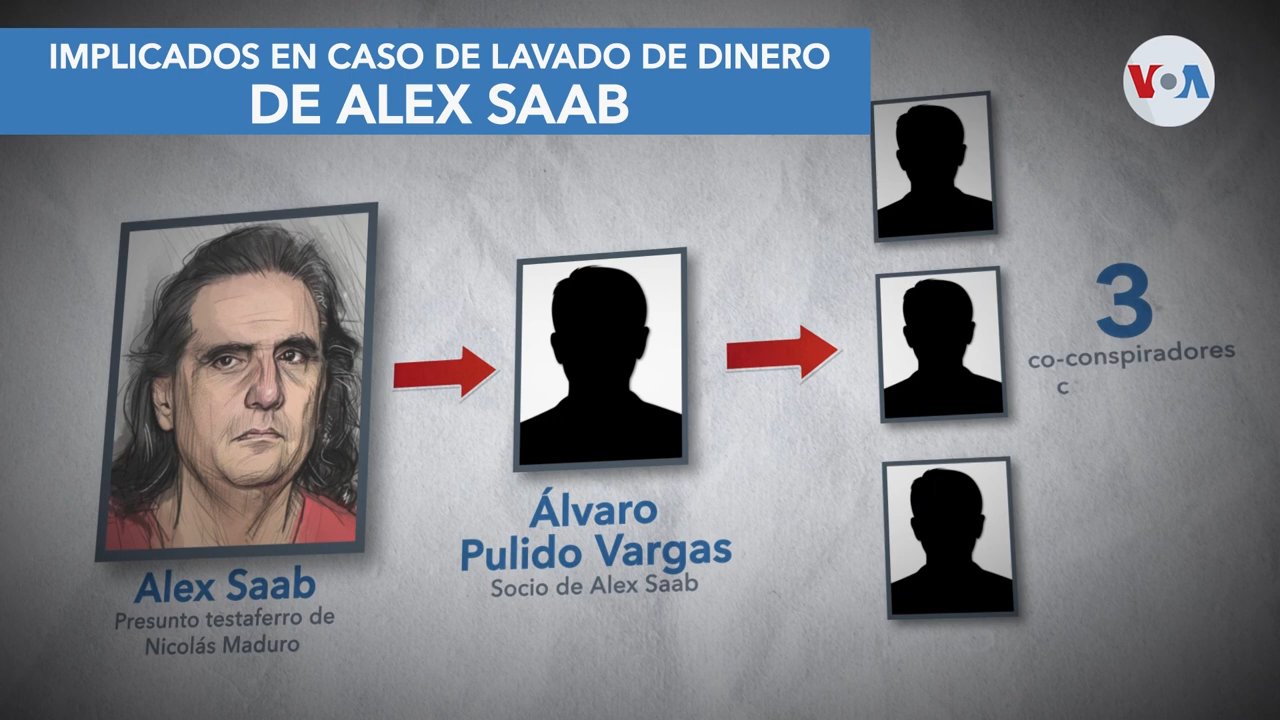 IMPLICADOS EN CASO DE LAVADO DE DINERO
DE ALEX SAAB
VOA
3
co-conspiradores
c
Álvaro
Pulido Vargas
Socio de Alex Saab
Alex Saab
Presunto testaferro de
Nicolás Maduro